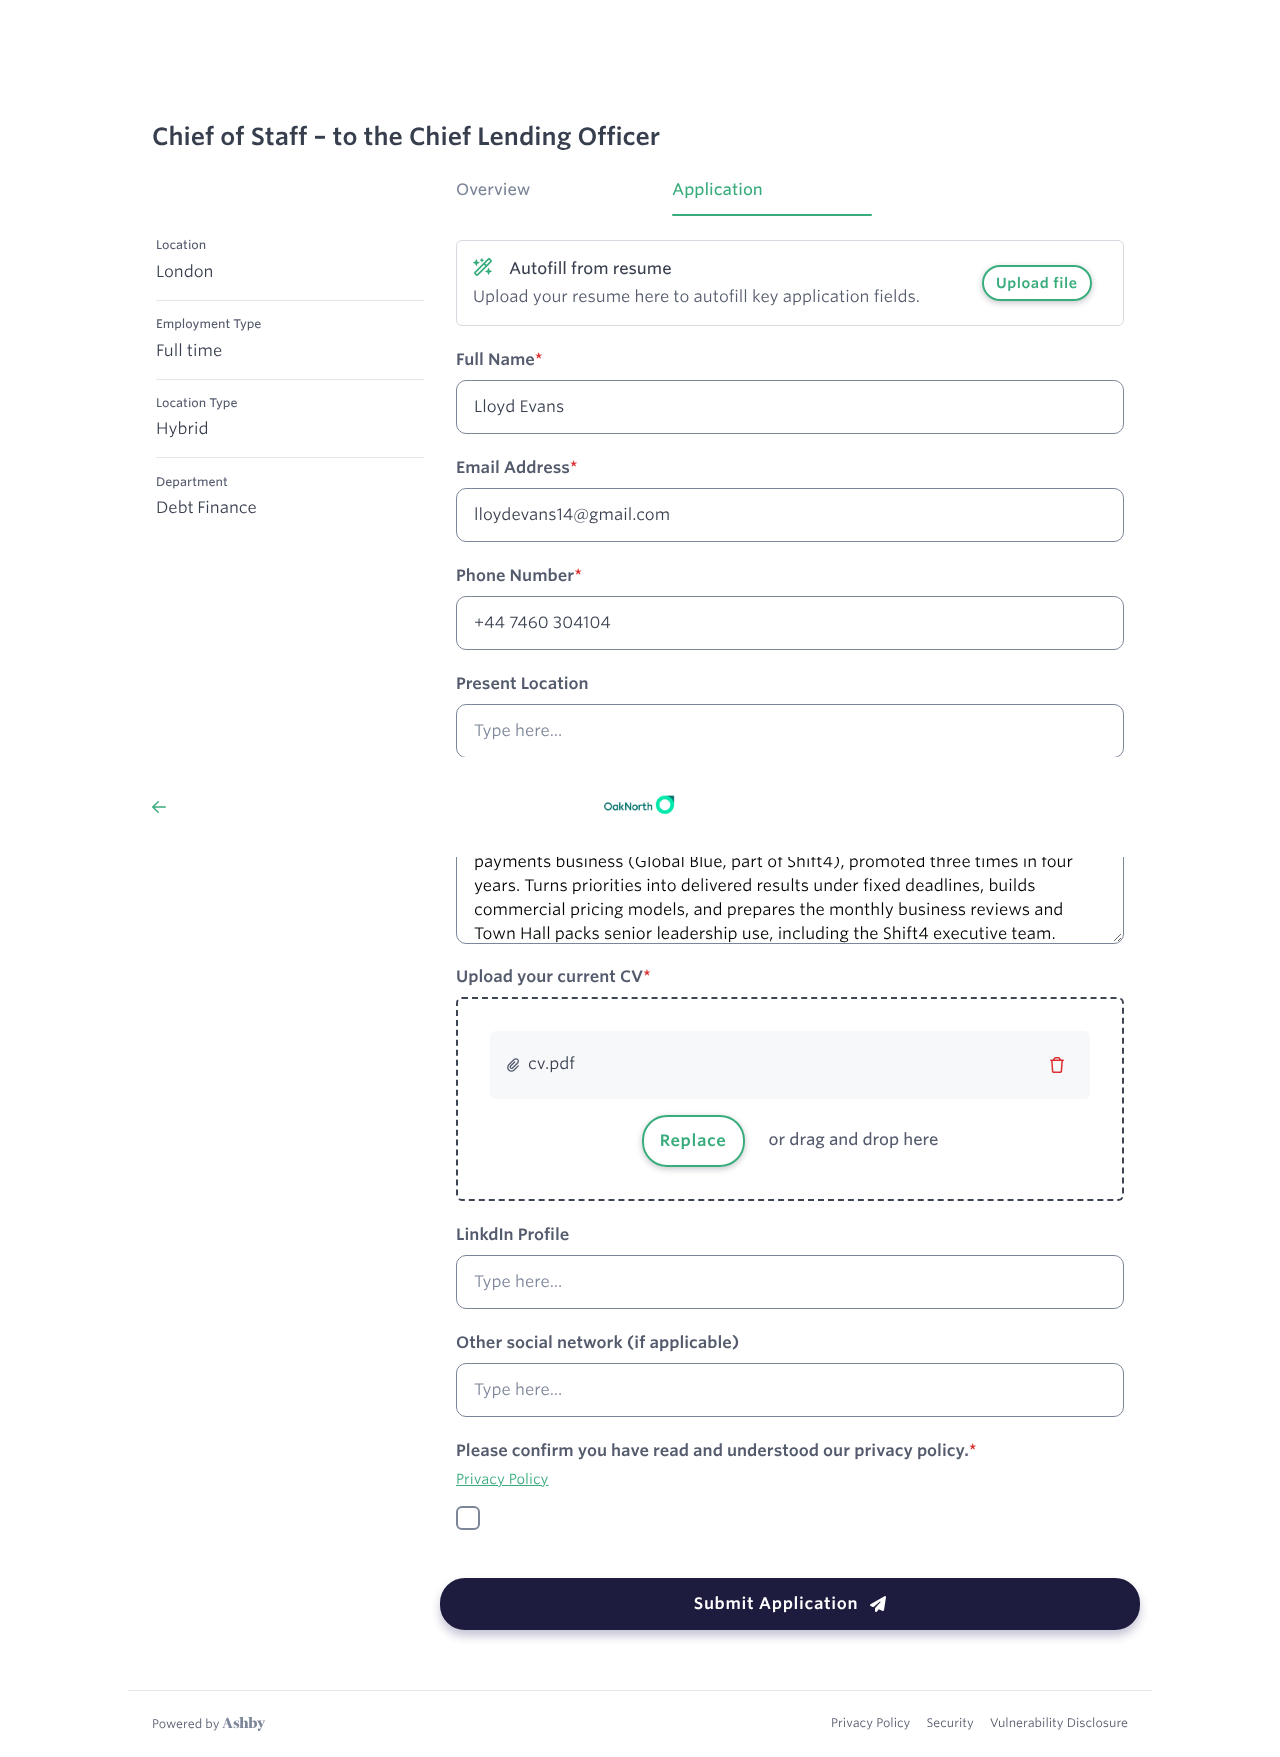 Chief of Staff – to the Chief Lending Officer
Overview
Application
Location
London
Employment Type
Full time
Location Type
Hybrid
Department
Debt Finance
Autofill from resume
Upload your resume here to autofill key application fields.
Upload file
Full Name*
Lloyd Evans
Email Address*
lloydevans14@gmail.com
Phone Number*
+44 7460 304104
Present Location
Type here...
OakNorth
payments business (Global Blue, part of Shift4), promoted three times in four
years. Turns priorities into delivered results under fixed deadlines, builds
commercial pricing models, and prepares the monthly business reviews and
Town Hall packs senior leadership use, including the Shift4 executive team.
Upload your current CV*
cv.pdf
Replace
or drag and drop here
LinkdIn Profile
Type here...
Other social network (if applicable)
Type here...
Please confirm you have read and understood our privacy policy.*
Privacy Policy
Submit Application
Powered by Ashby
Privacy Policy
Security
Vulnerability Disclosure